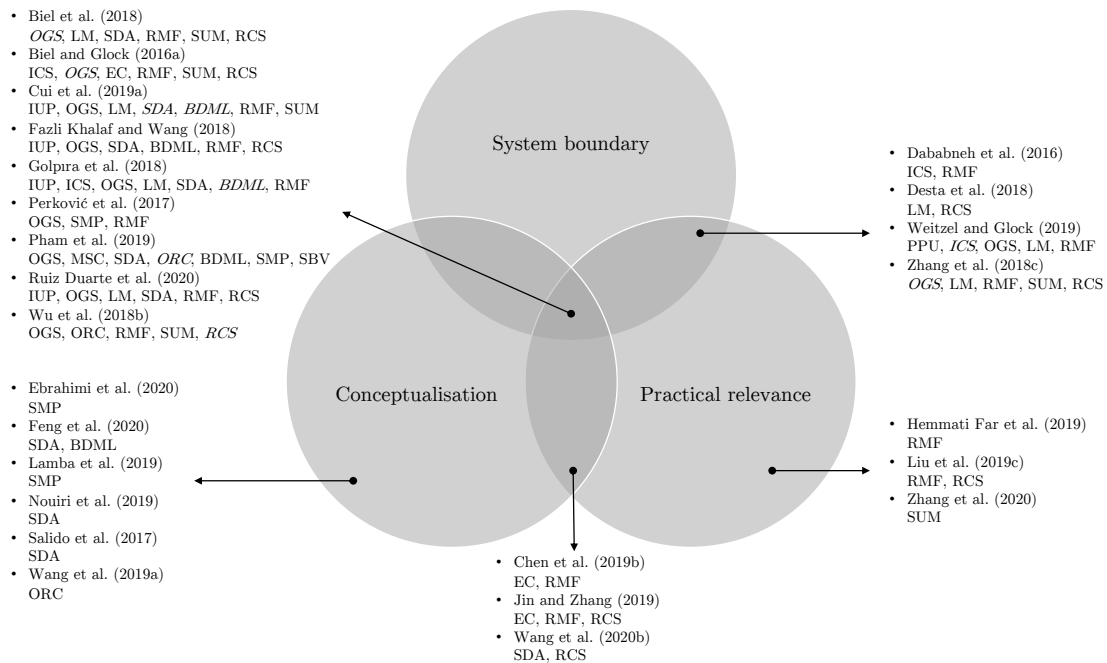 • Biel et al. (2018)
OGS, LM, SDA, RMF, SUM, RCS
• Biel and Glock (2016a)
ICS, OGS, EC, RMF, SUM, RCS
• Cui et al. (2019a)
IUP, OGS, LM, SDA, BDML, RMF, SUM
• Fazli Khalaf and Wang (2018)
IUP, OGS, SDA, BDML, RMF, RCS
• Golpıra et al. (2018)
IUP, ICS, OGS, LM, SDA, BDML, RMF
• Perković et al. (2017)
OGS, SMP, RMF
• Pham et al. (2019)
OGS, MSC, SDA, ORC, BDML, SMP, SBV
• Ruiz Duarte et al. (2020)
IUP, OGS, LM, SDA, RMF, RCS
• Wu et al. (2018b)
OGS, ORC, RMF, SUM, RCS
• Ebrahimi et al. (2020)
SMP
• Feng et al. (2020)
SDA, BDML
• Lamba et al. (2019)
SMP
• Nouiri et al. (2019)
SDA
• Salido et al. (2017)
SDA
• Wang et al. (2019a)
ORC
System boundary
Conceptualisation
Practical relevance
• Chen et al. (2019b)
EC, RMF
• Jin and Zhang (2019)
EC, RMF, RCS
• Wang et al. (2020b)
SDA, RCS
• Dababneh et al. (2016)
ICS, RMF
• Desta et al. (2018)
LM, RCS
• Weitzel and Glock (2019)
PPU, ICS, OGS, LM, RMF
• Zhang et al. (2018c)
OGS, LM, RMF, SUM, RCS
• Hemmati Far et al. (2019)
RMF
• Liu et al. (2019c)
RMF, RCS
• Zhang et al. (2020)
SUM